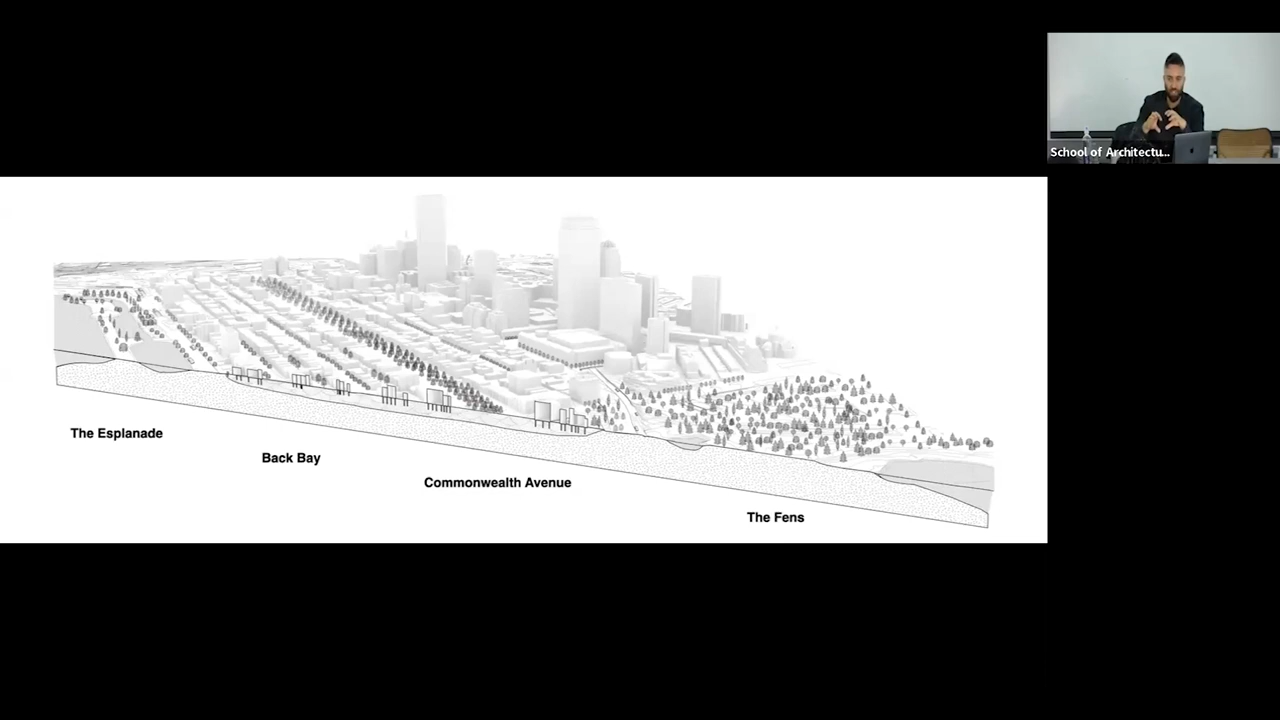 School of Architectu...
The Esplanade
Back Bay
Commonwealth Avenue
The Fens